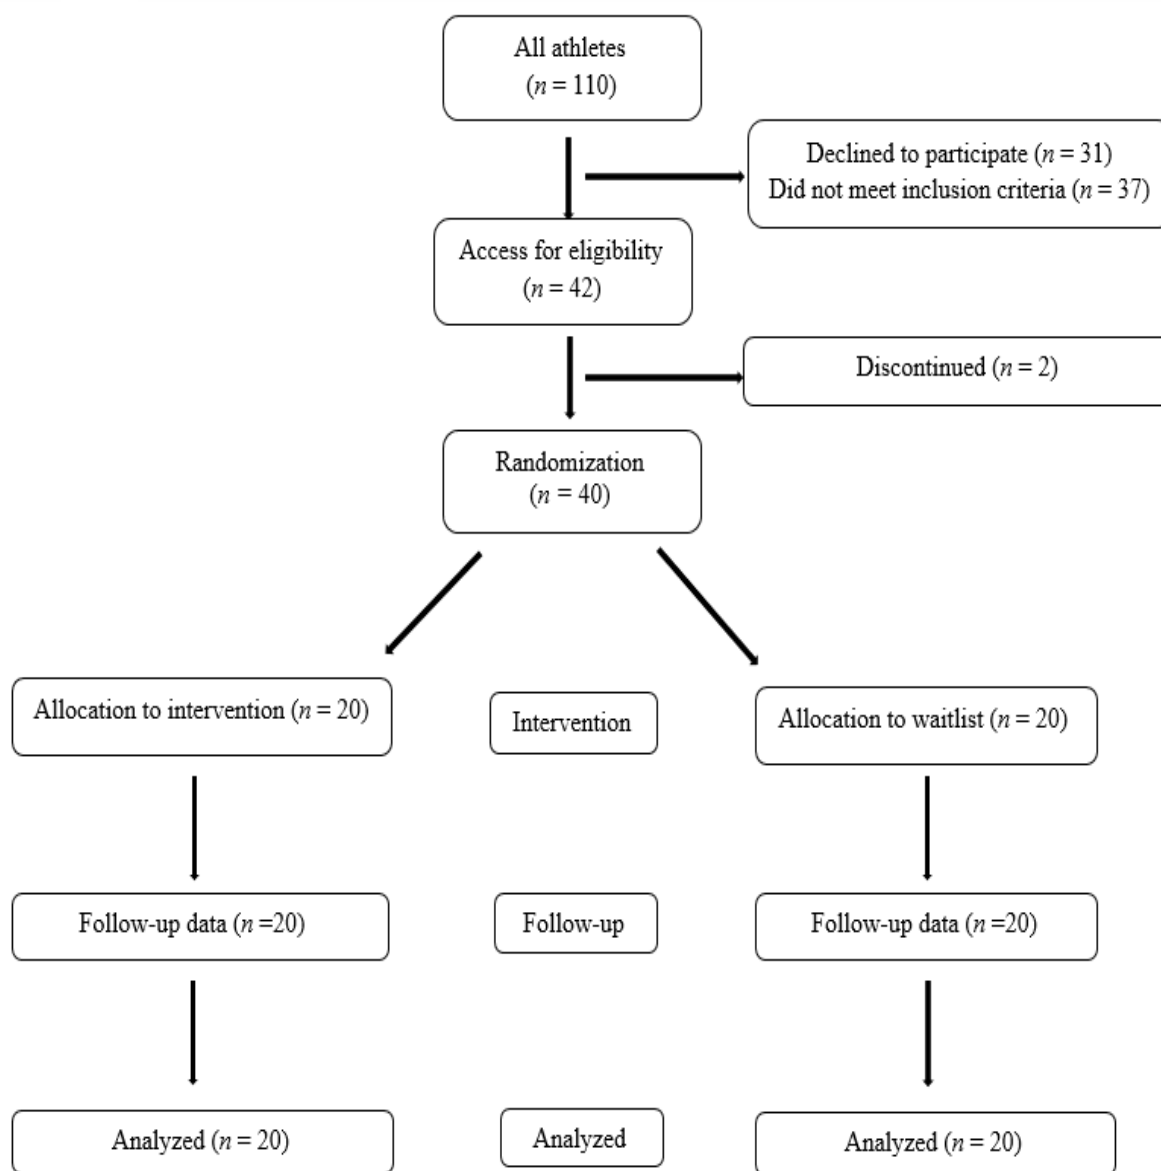 All athletes
(n = 110)
Declined to participate (n = 31)
Did not meet inclusion criteria (n = 37)
Access for eligibility
(n = 42)
Discontinued (n = 2)
Randomization
(n = 40)
Allocation to intervention (n = 20)
Intervention
Allocation to waitlist (n = 20)
Follow-up data (n =20)
Follow-up
Follow-up data (n =20)
Analyzed (n = 20)
Analyzed
Analyzed (n = 20)